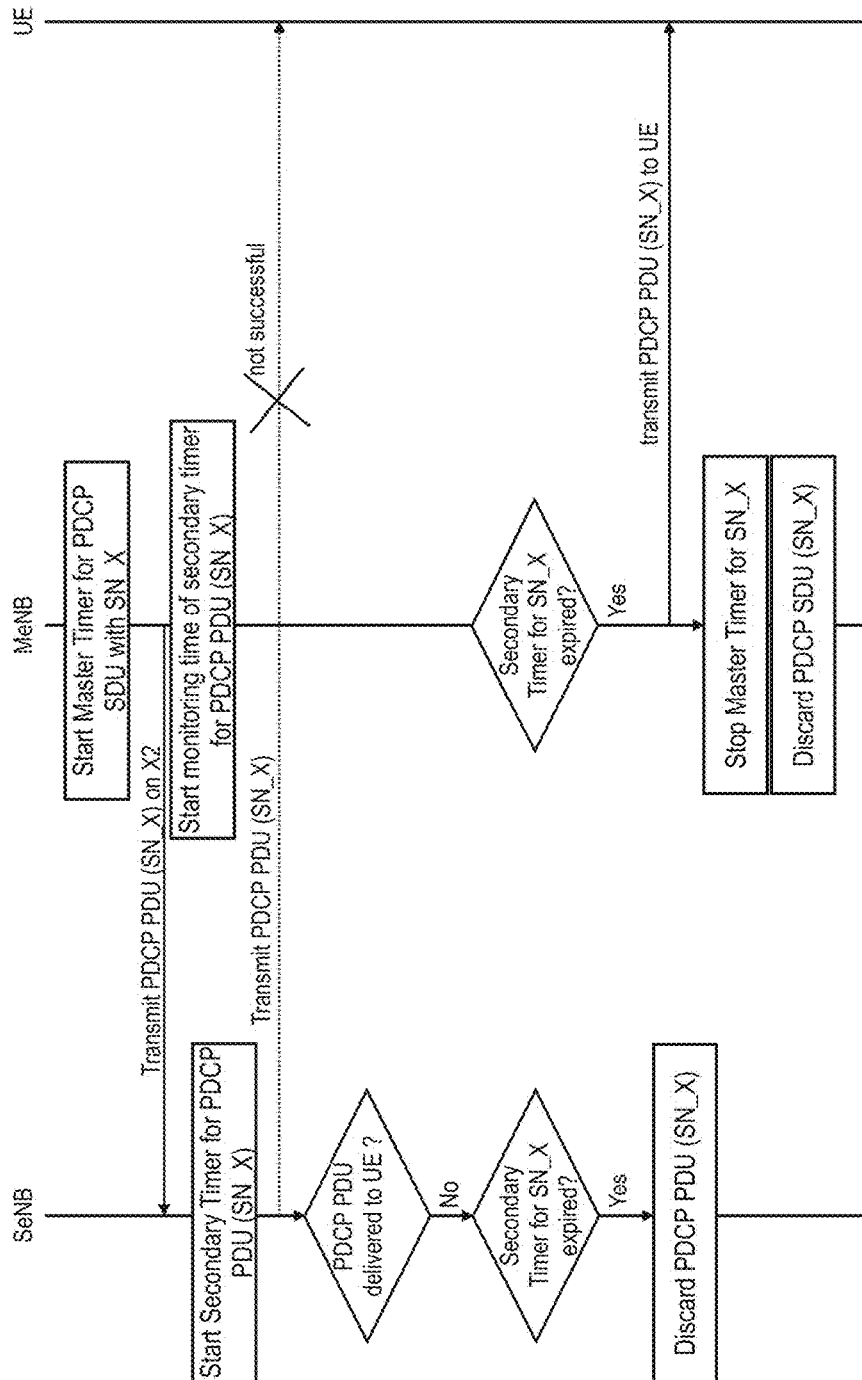 SeNB
MeNB
UE
Start Master Timer for PDCP
SDU with SN_X
Transmit PDCP PDU (SN_X) on X2
Start monitoring time of secondary timer
for PDCP PDU (SN_X)
Start Secondary Timer for PDCP
PDU (SN_X)
Transmit PDCP PDU (SN_X)
not successful
PDCP PDU
delivered to UE ?
No
Secondary
Timer for SN_X
expired?
Yes
Secondary
Timer for SN_X
expired?
Yes
transmit PDCP PDU (SN_X) to UE
Discard PDCP PDU (SN_X)
Stop Master Timer for SN_X
Discard PDCP SDU (SN_X)